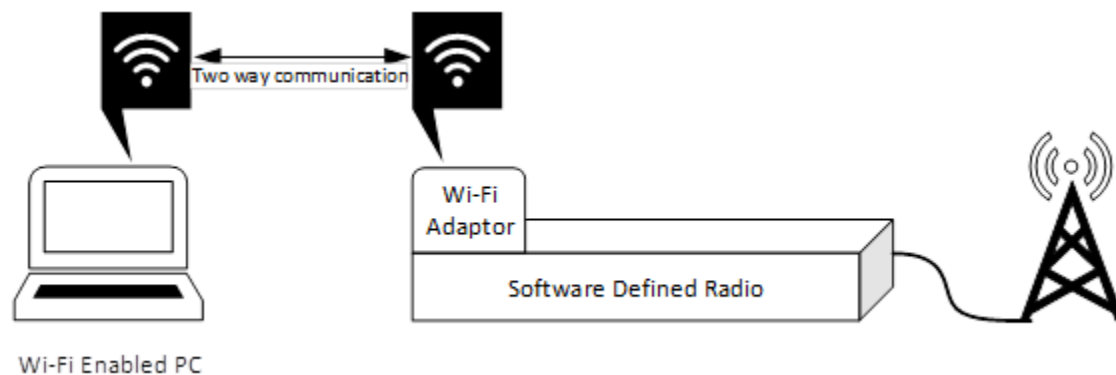 Two way communication
Wi-Fi
Adaptor
Software Defined Radio
Wi-Fi Enabled PC